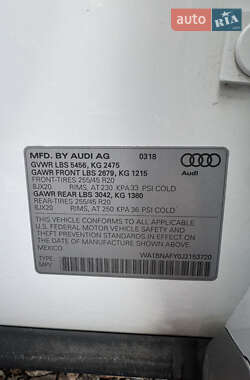 AUTO.RIA.com
MFD. BY AUDI AG 0318
GVWR LBS 5456, KG 2475
GAWR FRONT LBS 2679, KG 1215
FRONT-TIRES 255/45 R20
8JX20 RIMS, AT 230 KPA 33 PSI COLD
GAWR REAR LBS 3042, KG 1380
REAR-TIRES 255/45 R20
8JX20 RIMS, AT 250 KPA 36 PSI COLD
Audi
THIS VEHICLE CONFORMS TO ALL APPLICABLE
U.S. FEDERAL MOTOR VEHICLE SAFETY
BUMPER, AND THEFT PREVENTION STANDARDS
IN EFFECT ON THE DATE OF MANUFACTURE
SHOWN ABOVE.
MEXICO
WA1BNAFY0J2153720
TYPE:
MPV